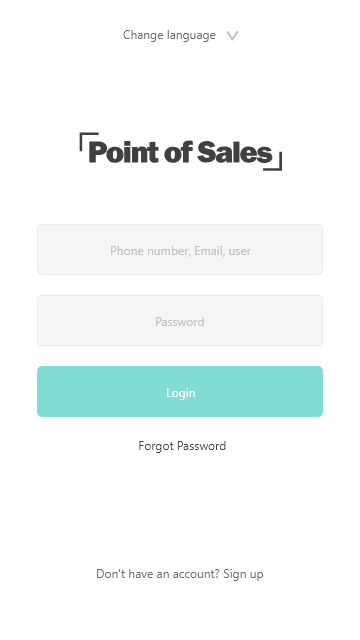 Change language
Point of Sales
Phone number, Email, user
Password
Login
Forgot Password
Don't have an account? Sign up